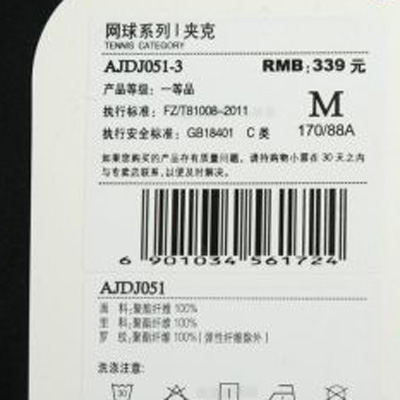 网球系列 | 夹克
TENNIS CATEGORY
AJDJ051-3 RMB: 339 元
产品等级: 一等品
执行标准: FZ/T81008-2011
M
执行安全标准: GB18401 C 类
170/88A
如果您购买的产品存有质量问题, 请持购物小票在 30 天之内
与专卖店联系, 以便及时解决。
6 901034 561724
AJDJ051
面 料: 聚酯纤维 100%
里 料: 聚酯纤维 100%
罗 纹: 聚酯纤维 100% ( 弹性纤维除外 )
洗涤注意:
30